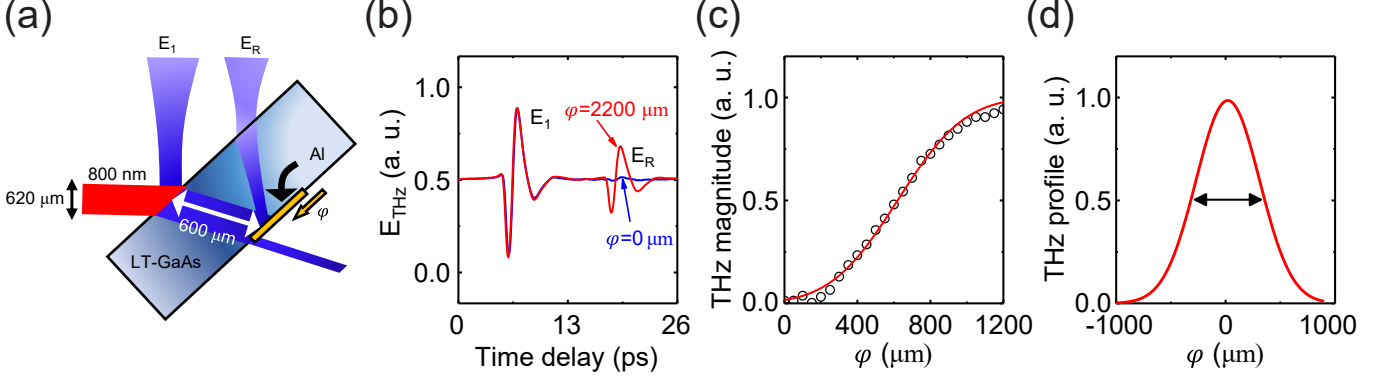 (a)
E1
ER
800 nm
620 μm
Al
φ
600 μm
LT-GaAs
(b)
ETHz (a. u.)
1.0
0.5
0.0
E1
φ=2200 μm
ER
φ=0 μm
0
13
26
Time delay (ps)
(c)
THz magnitude (a. u.)
1.0
0.5
0.0
0
400
800
1200
φ (μm)
(d)
THz profile (a. u.)
1.0
0.5
0.0
-1000
0
1000
φ (μm)